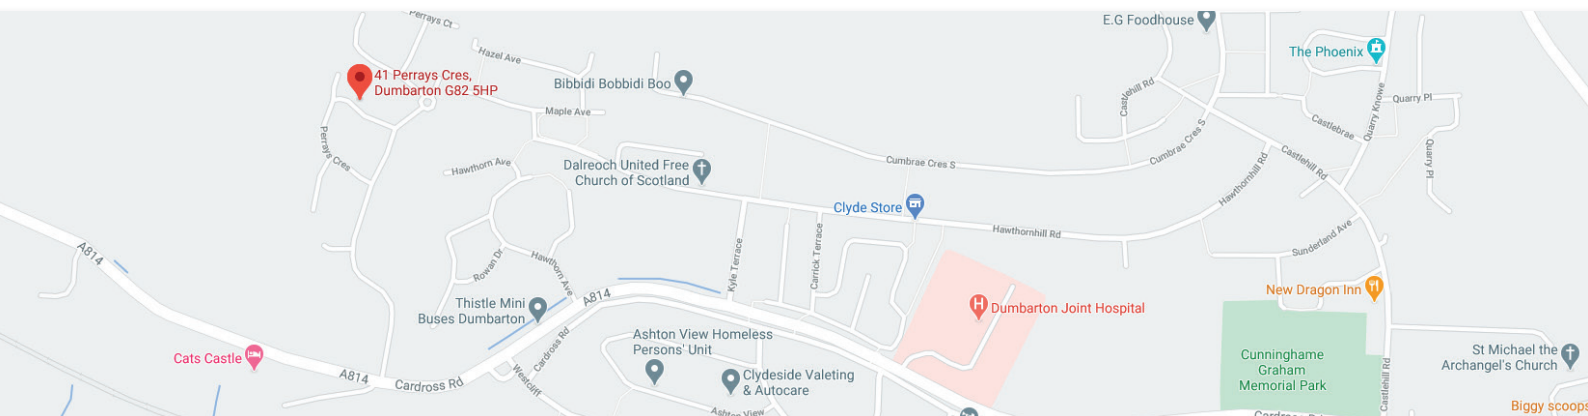 Perrays Ct
E.G Foodhouse
Hazel Ave
The Phoenix
41 Perrays Cres,
Dumbarton G82 5HP
Bibbidi Bobbidi Boo
Castlehill Rd
Quarry Knowe
Quarry Pl
Maple Ave
Castlebrae
Perrays Cres
Cumbrae Cres S
Cumbrae Cres S
Castlehill Rd
Quarry Pl
Hawthorn Ave
Dalreoch United Free
Church of Scotland
Hawthornhill Rd
Clyde Store
Hawthornhill Rd
Sunderland Ave
A814
Rowan Dr
Hawthorn Ave
Kyle Terrace
Carrick Terrace
A814
Thistle Mini
Buses Dumbarton
New Dragon Inn
H
Dumbarton Joint Hospital
Ashton View Homeless
Persons' Unit
Cardross Rd
Cats Castle
Cunninghame
Graham
Memorial Park
St Michael the
Archangel's Church
A814
Cardross Rd
Westcliff
Clydeside Valeting
& Autocare
Castlehill Rd
Ashton View
Cardross Rd
Biggy scoops